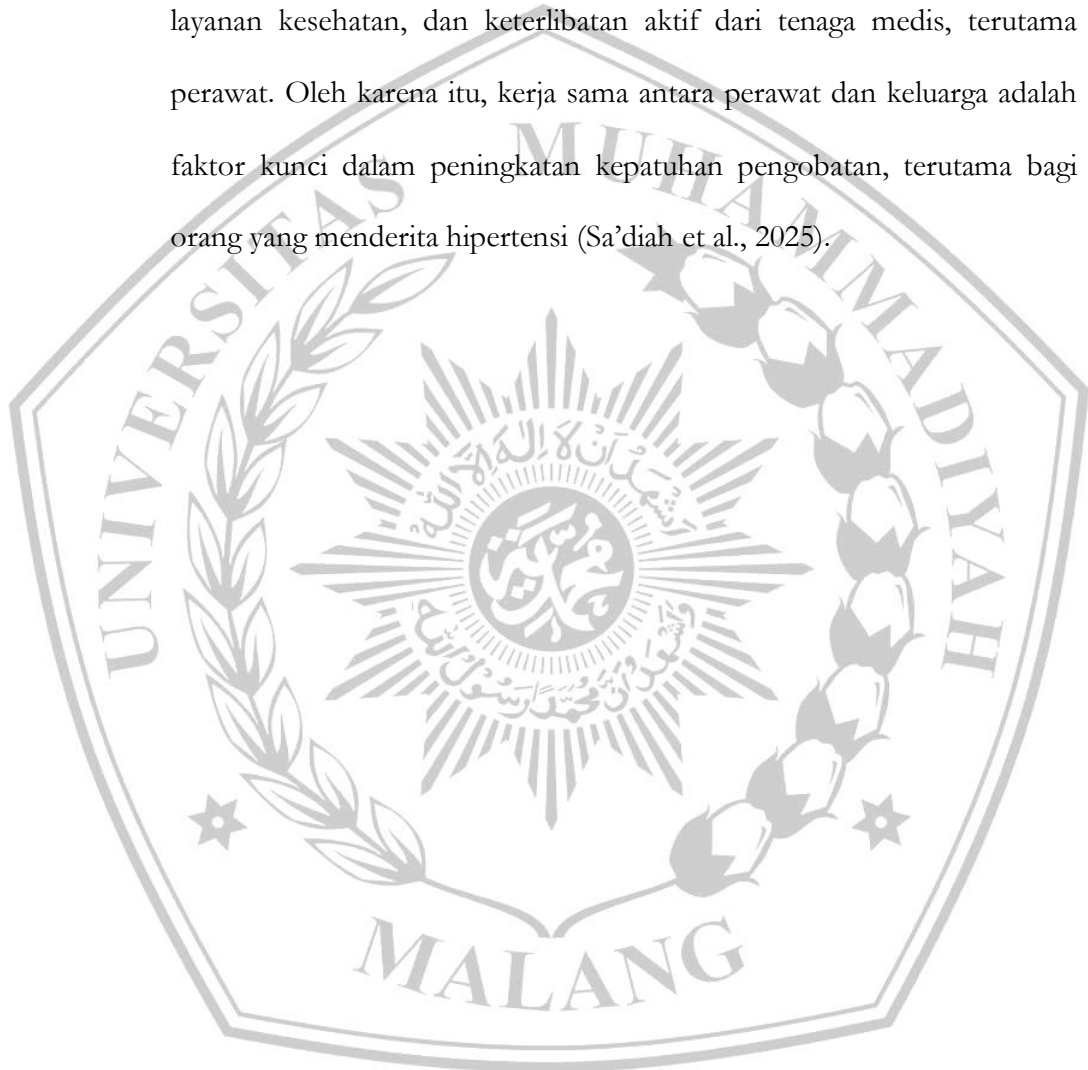 layanan kesehatan, dan keterlibatan aktif dari tenaga medis, terutama
perawat. Oleh karena itu, kerja sama antara perawat dan keluarga adalah
faktor kunci dalam peningkatan kepatuhan pengobatan, terutama bagi
orang yang menderita hipertensi (Sa’diah et al., 2025).
UNIVERSITAS MUHAMMADIYAH
MALANG